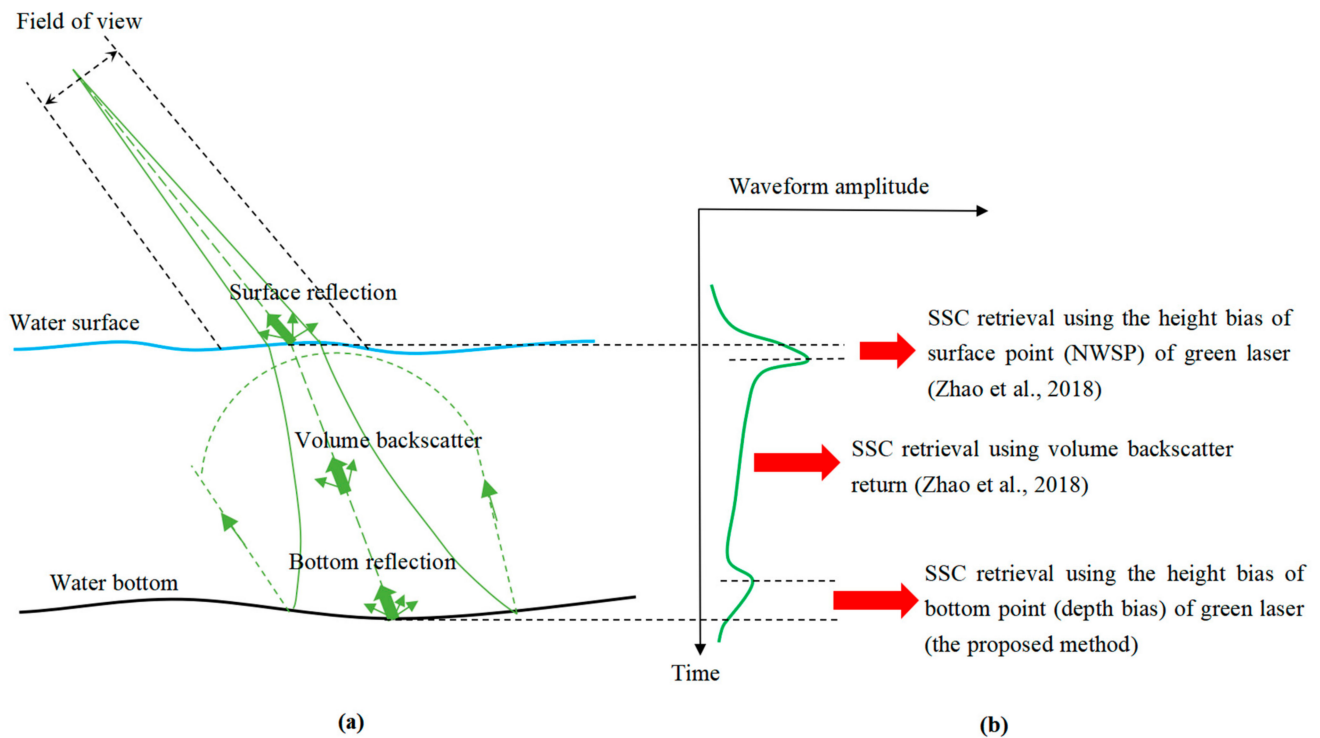 Field of view
Waveform amplitude
Surface reflection
Water surface
SSC retrieval using the height bias of
surface point (NWSP) of green laser
(Zhao et al., 2018)
Volume backscatter
SSC retrieval using volume backscatter
return (Zhao et al., 2018)
Bottom reflection
Water bottom
SSC retrieval using the height bias of
bottom point (depth bias) of green laser
(the proposed method)
Time
(a)
(b)